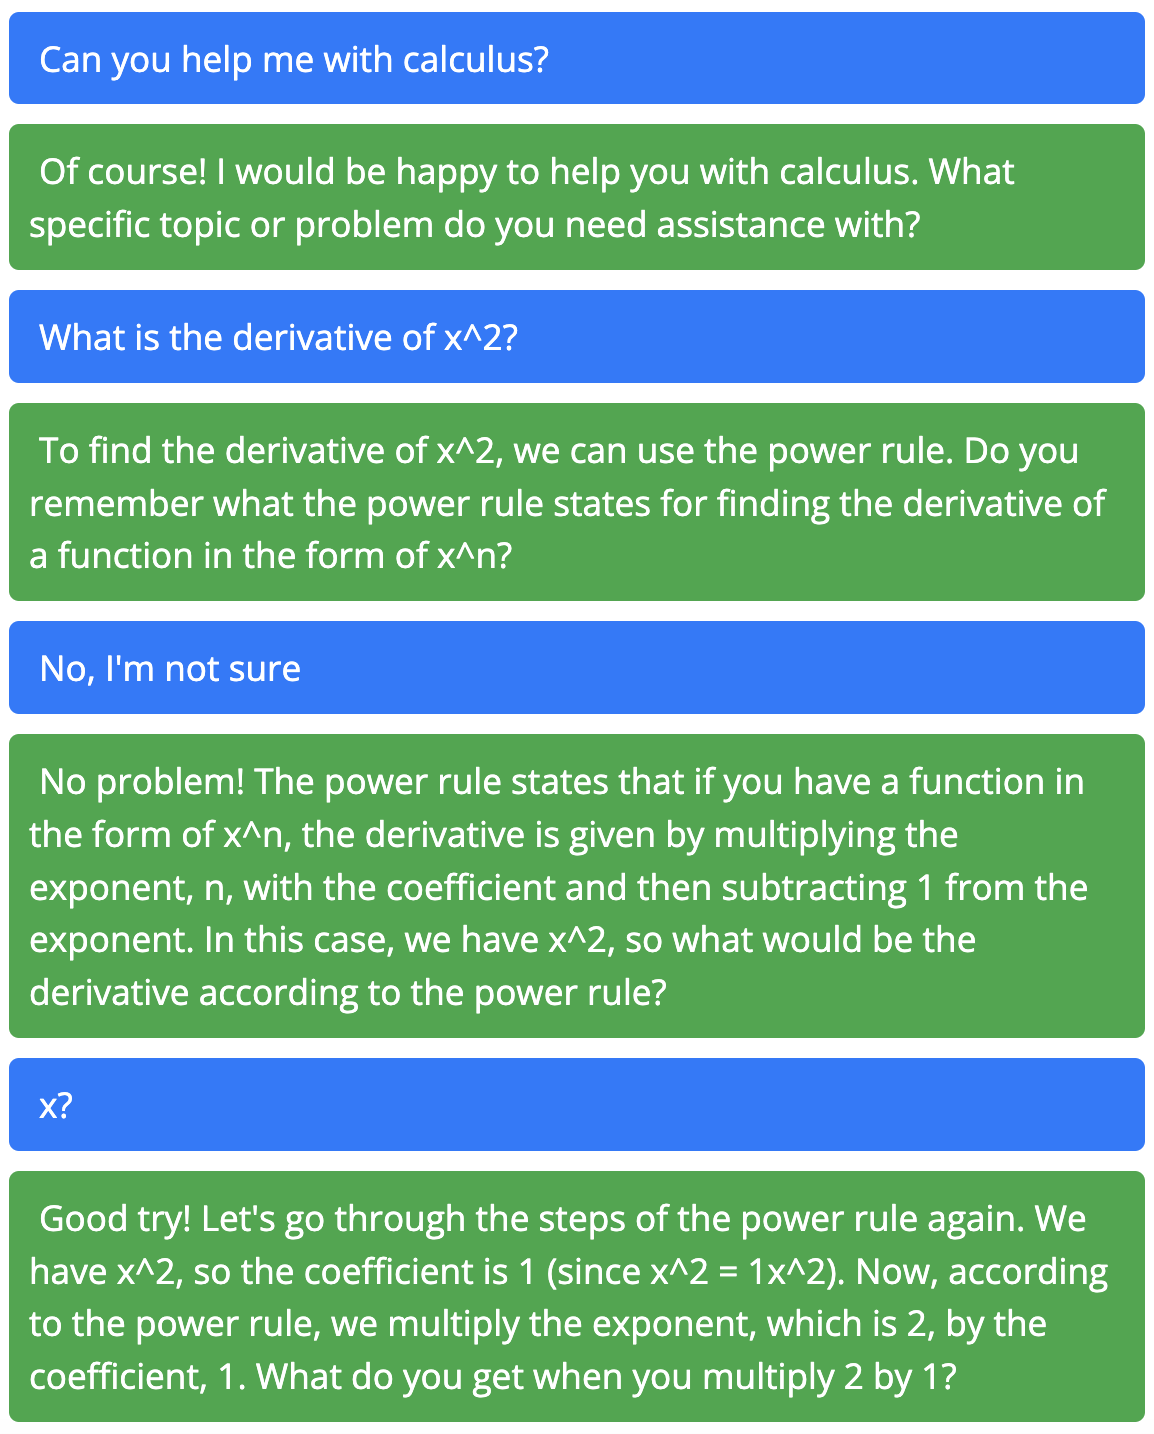 Can you help me with calculus?
Of course! I would be happy to help you with calculus. What
specific topic or problem do you need assistance with?
What is the derivative of x^2?
To find the derivative of x^2, we can use the power rule. Do you
remember what the power rule states for finding the derivative of
a function in the form of x^n?
No, I'm not sure
No problem! The power rule states that if you have a function in
the form of x^n, the derivative is given by multiplying the
exponent, n, with the coefficient and then subtracting 1 from the
exponent. In this case, we have x^2, so what would be the
derivative according to the power rule?
x?
Good try! Let's go through the steps of the power rule again. We
have x^2, so the coefficient is 1 (since x^2 = 1x^2). Now, according
to the power rule, we multiply the exponent, which is 2, by the
coefficient, 1. What do you get when you multiply 2 by 1?